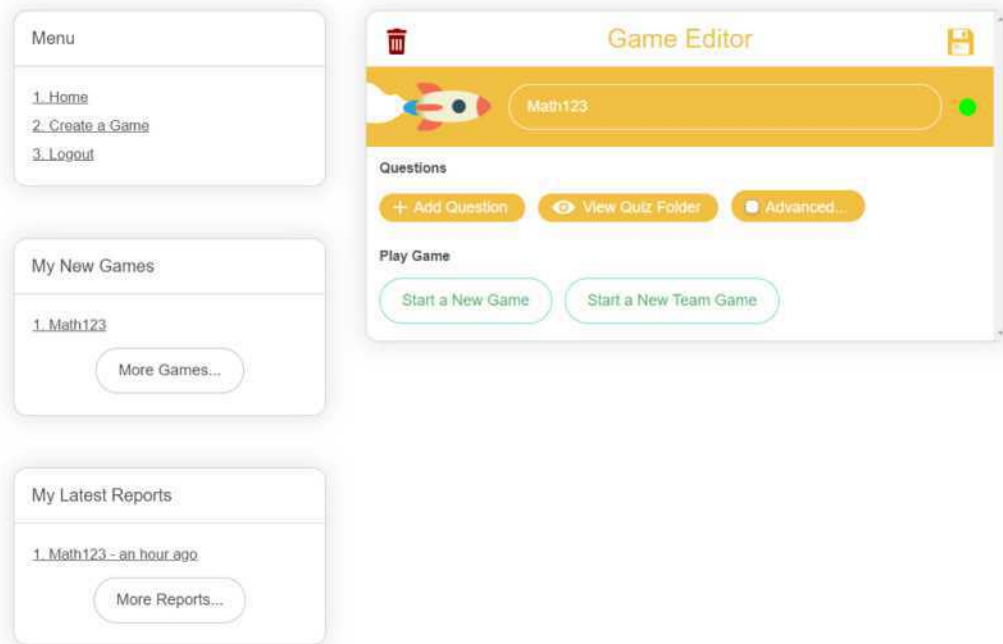 Menu
1. Home
2. Create a Game
3. Logout
My New Games
1. Math123
More Games...
My Latest Reports
1. Math123 - an hour ago
More Reports...
Game Editor
Math123
Questions
+ Add Question
View Quiz Folder
Advanced...
Play Game
Start a New Game
Start a New Team Game